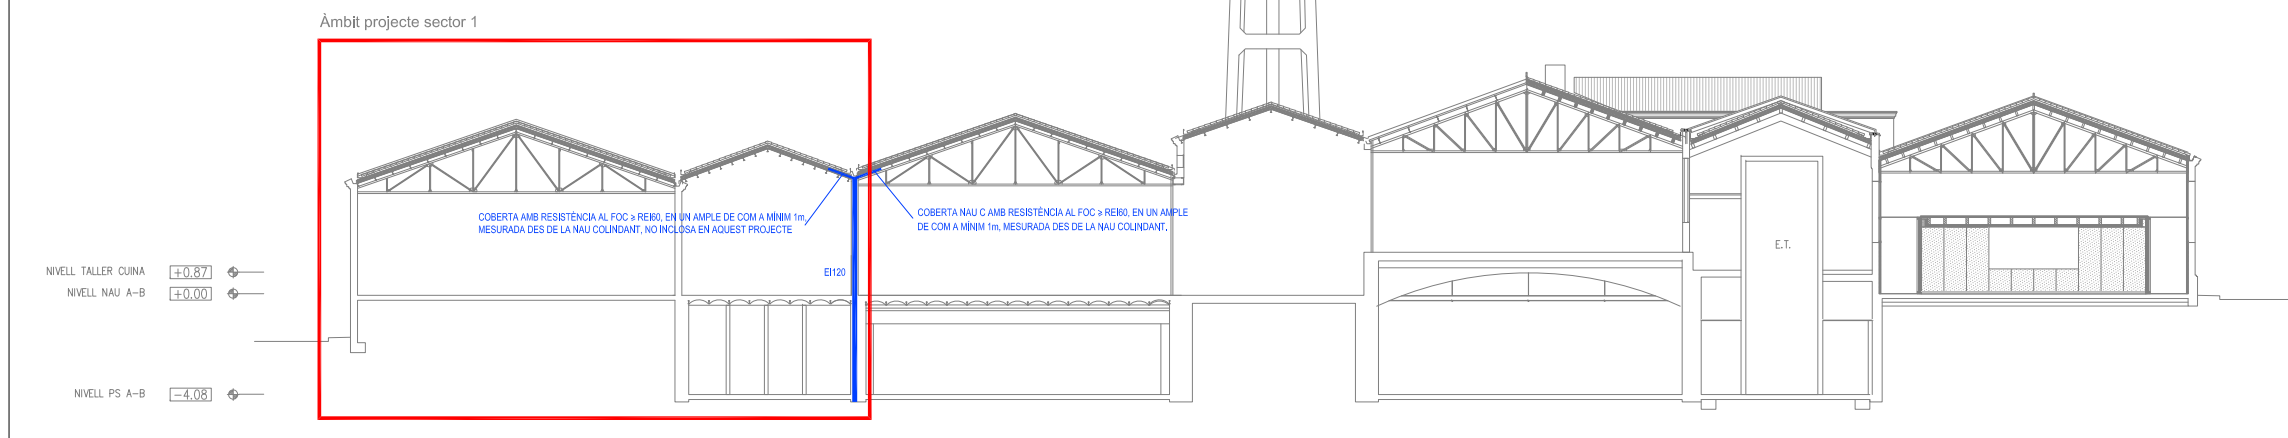 Àmbit projecte sector 1
COBERTA AMB RESISTÈNCIA AL FOC ≥ REI60, EN UN AMPLE DE COM A MÍNIM 1m,
MESURADA DES DE LA NAU COLINDANT, NO INCLOSA EN AQUEST PROJECTE
COBERTA NAU C AMB RESISTÈNCIA AL FOC ≥ REI60, EN UN AMPLE
DE COM A MÍNIM 1m, MESURADA DES DE LA NAU COLINDANT,
E.T.
EI120
NIVELL TALLER CUINA +0.87
NIVELL NAU A-B +0.00
NIVELL PS A-B -4.08